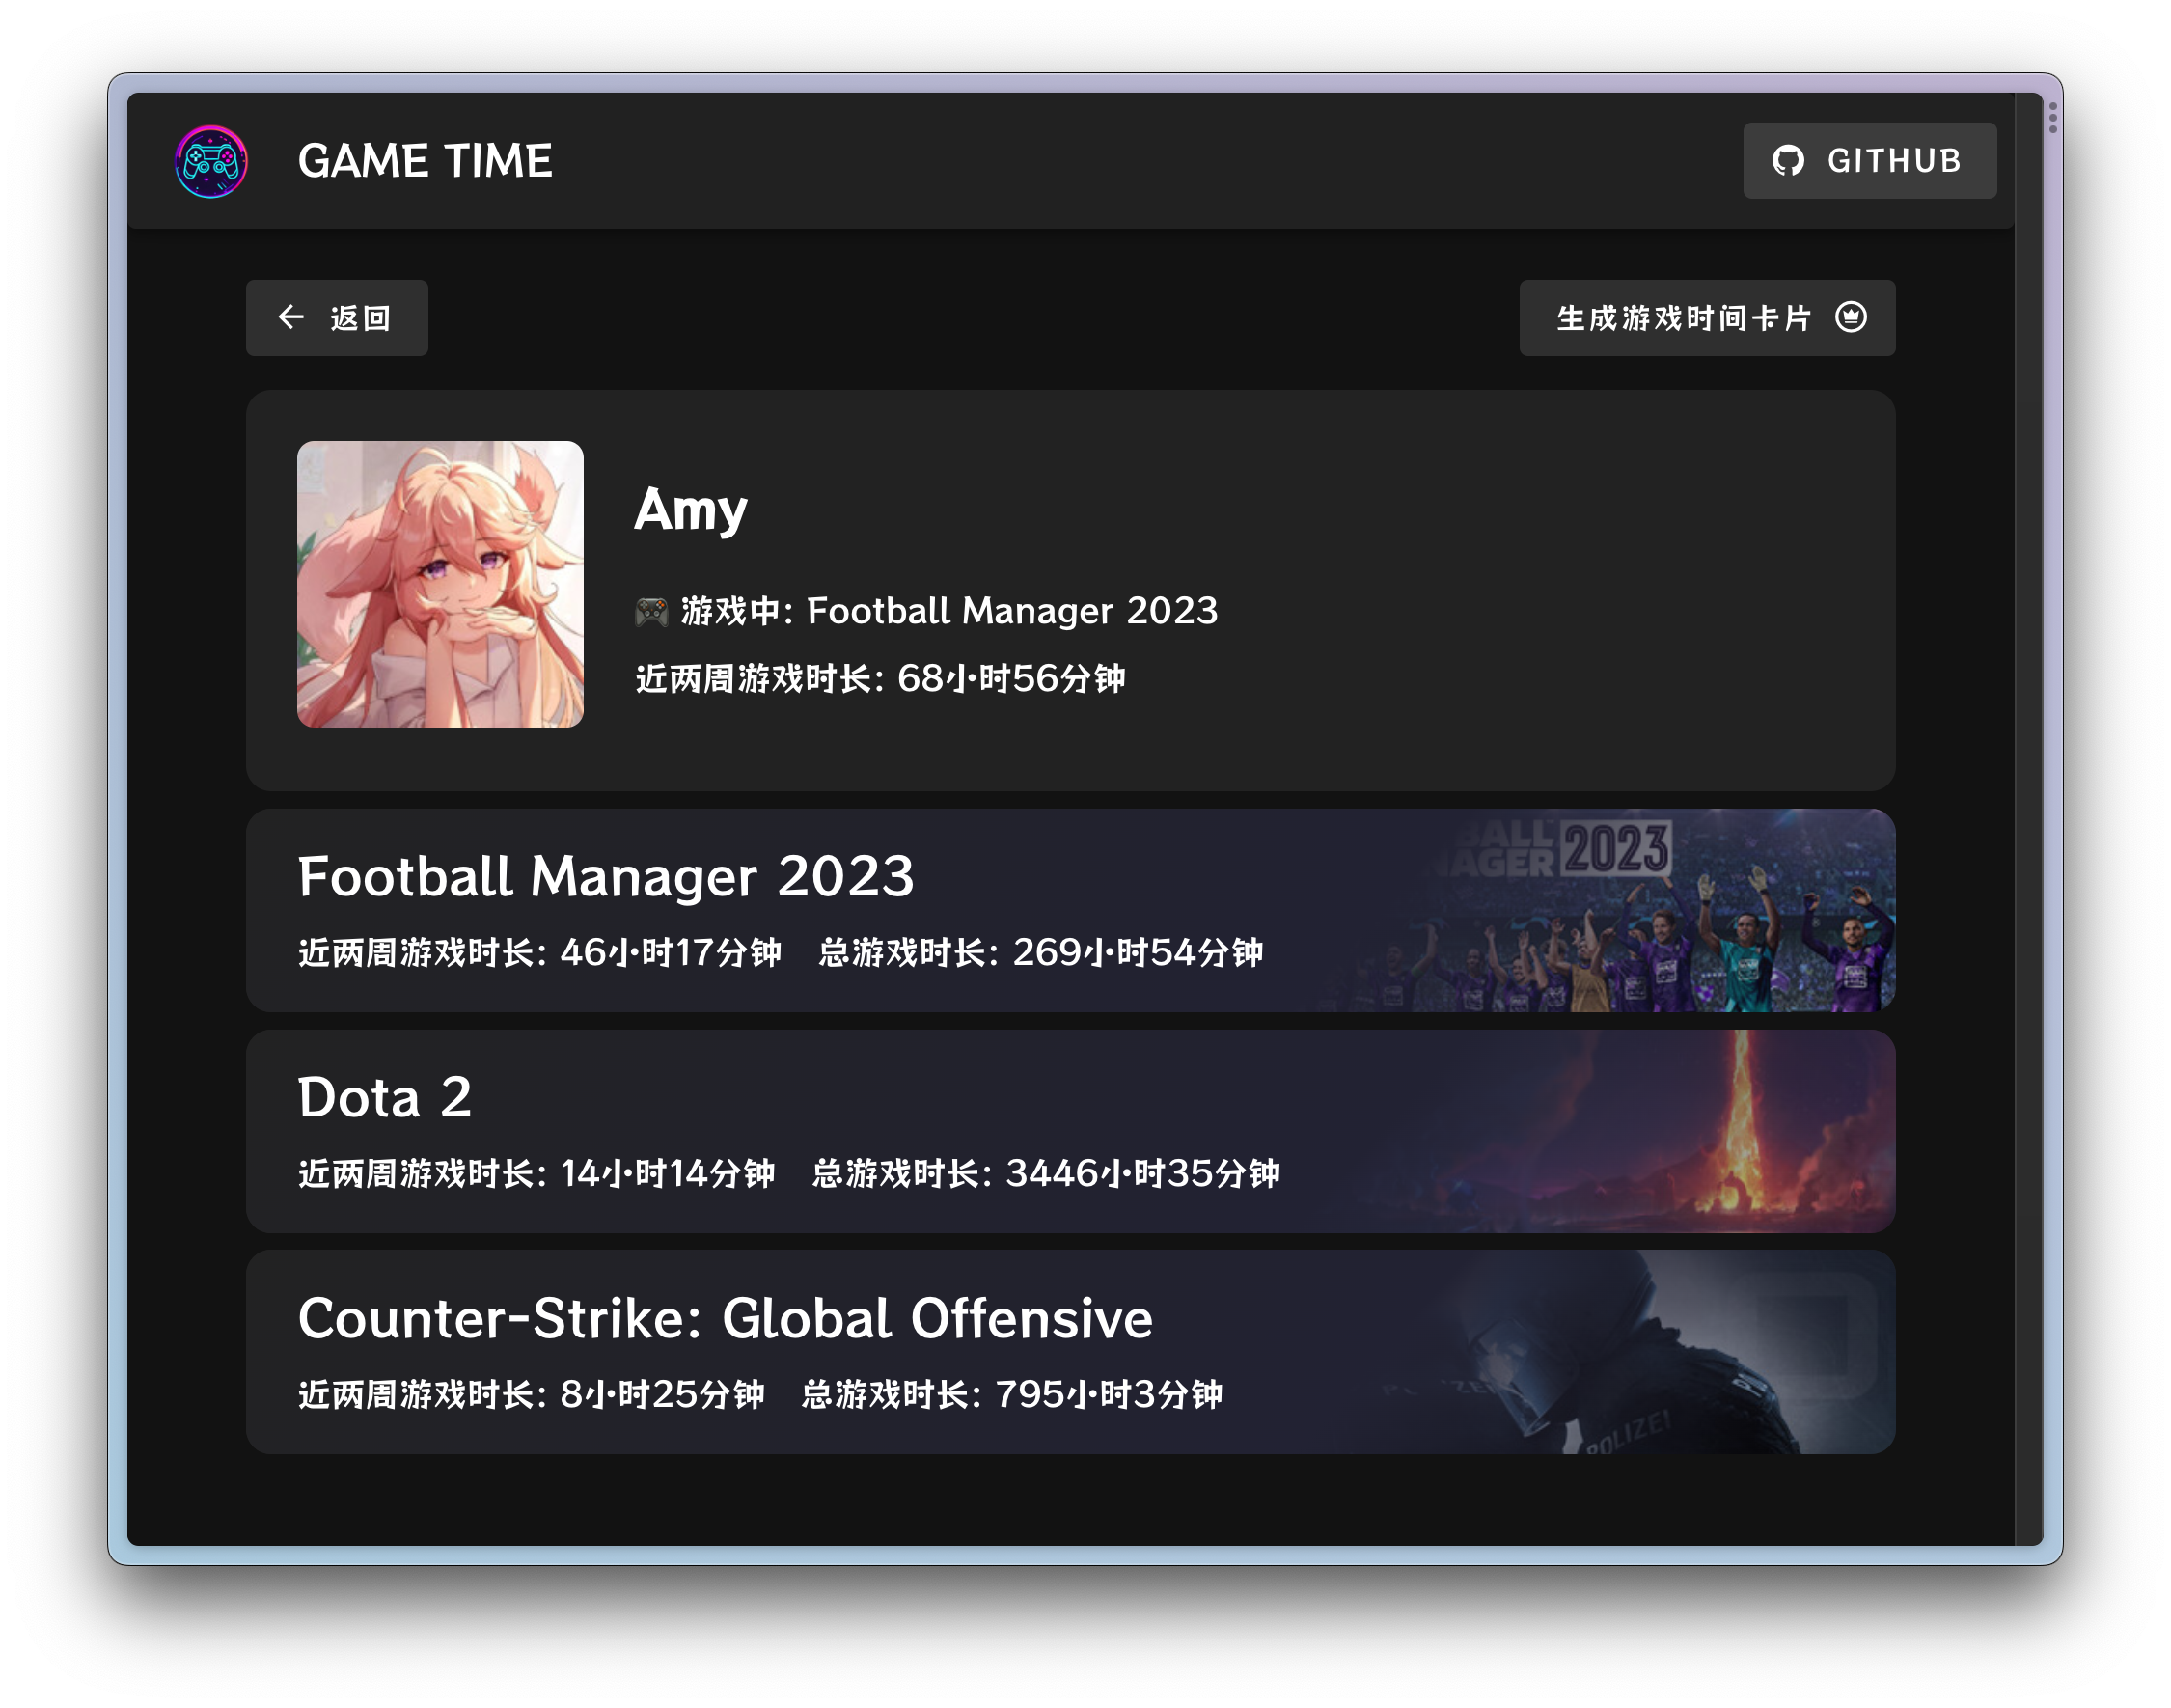 GAME TIME
GITHUB
返回
生成游戏时间卡片
Amy
🎮 游戏中: Football Manager 2023
近两周游戏时长: 68小时56分钟
BALL 2023
NAGER
Football Manager 2023
近两周游戏时长: 46小时17分钟 总游戏时长: 269小时54分钟
Dota 2
近两周游戏时长: 14小时14分钟 总游戏时长: 3446小时35分钟
Counter-Strike: Global Offensive
近两周游戏时长: 8小时25分钟 总游戏时长: 795小时3分钟
POLIZEI